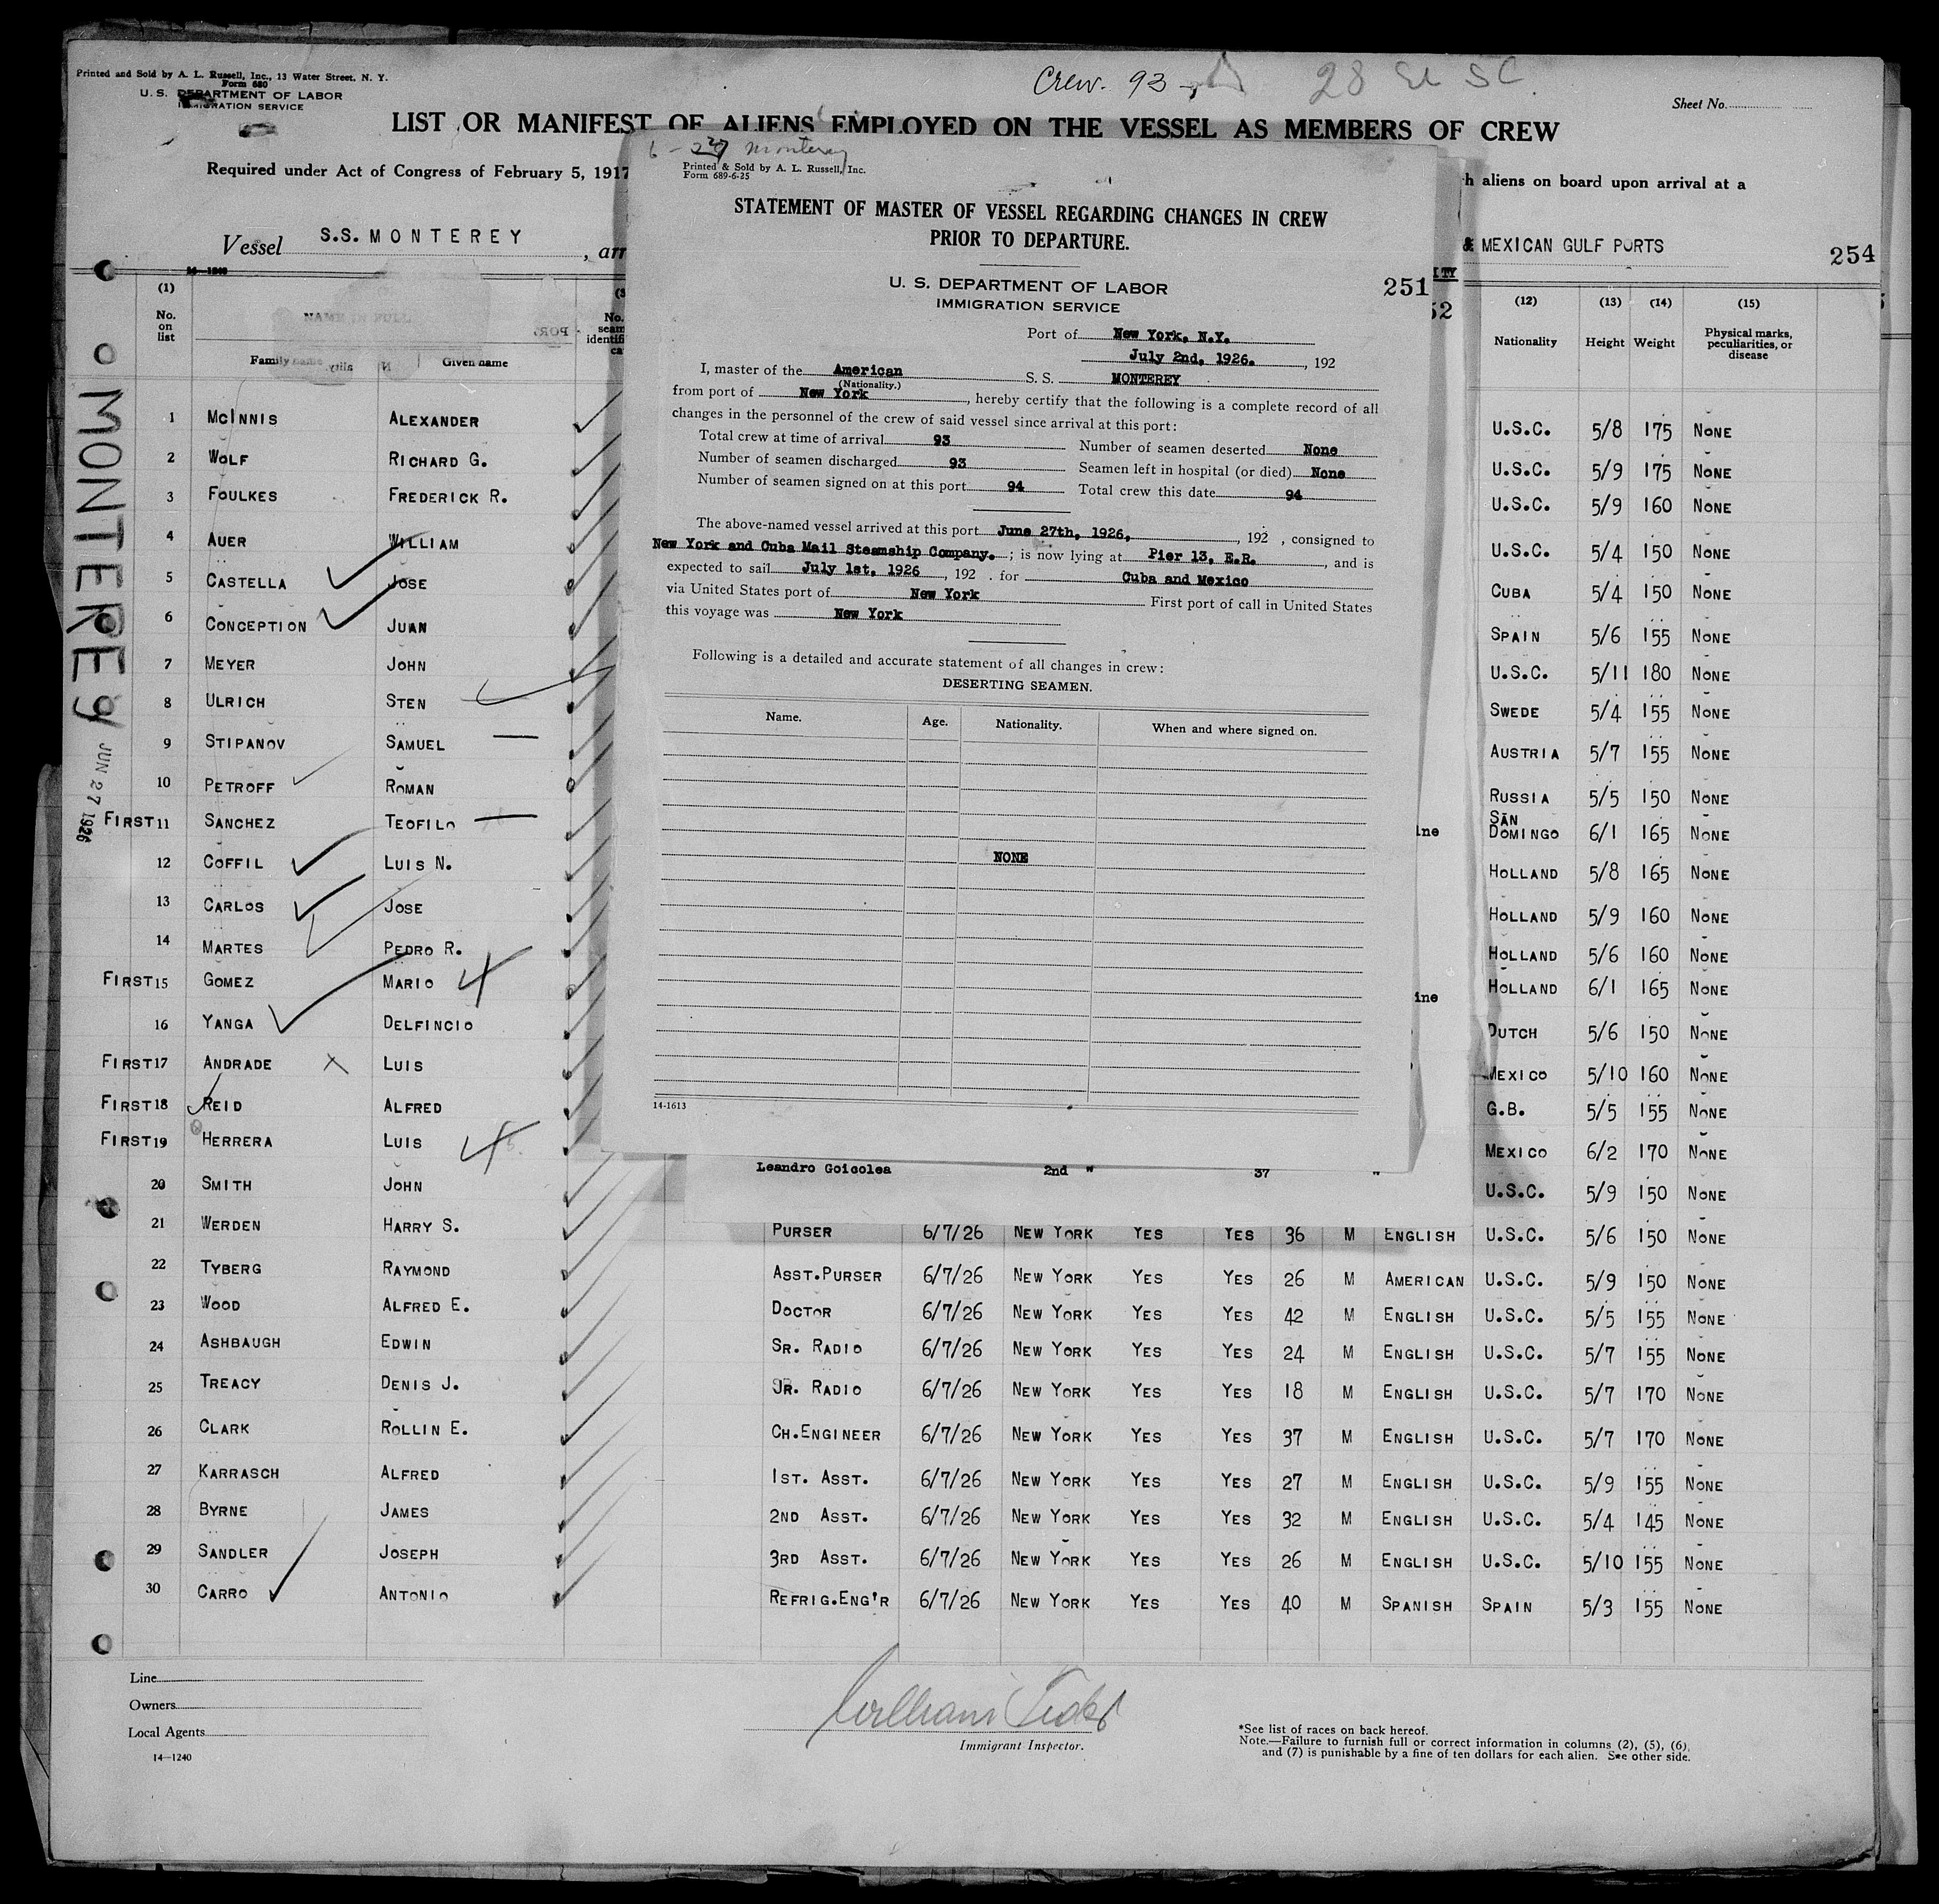 Crew. 93
28
Printed and Sold by A. L. Russell, Inc., 13 Water Street, N. Y.
Form 680
U. S. DEPARTMENT OF LABOR
IMMIGRATION SERVICE
Sheet No.
LIST OR MANIFEST OF ALIENS EMPLOYED ON THE VESSEL AS MEMBERS OF CREW
Required under Act of Congress of February 5, 1917
h aliens on board upon arrival at a
Vessel S.S. MONTEREY , arr
& MEXICAN GULF PORTS
254
14-1240
MONTEREy
JUN 27 1926
(1) No. on list
NAME IN FULL
Family name Given name
(12) Nationality (13) Height (14) Weight (15) Physical marks, peculiarities, or disease
Monterey
Printed & Sold by A. L. Russell, Inc.
Form 689-6-25
STATEMENT OF MASTER OF VESSEL REGARDING CHANGES IN CREW
PRIOR TO DEPARTURE.
U. S. DEPARTMENT OF LABOR
IMMIGRATION SERVICE
251
52
Port of New York, N.Y.
July 2nd, 1926. , 192
I, master of the American S. S. MONTEREY
(Nationality.)
from port of New York , hereby certify that the following is a complete record of all
changes in the personnel of the crew of said vessel since arrival at this port:
Total crew at time of arrival 93 Number of seamen deserted None
Number of seamen discharged 93 Seamen left in hospital (or died) None
Number of seamen signed on at this port 94 Total crew this date 94
The above-named vessel arrived at this port June 27th, 1926, , 192 , consigned to
New York and Cuba Mail Steamship Company. ; is now lying at Pier 13, E.R. , and is
expected to sail July 1st, 1926 , 192 . for Cuba and Mexico
via United States port of New York First port of call in United States
this voyage was New York
Following is a detailed and accurate statement of all changes in crew:
DESERTING SEAMEN.
Name. Age. Nationality. When and where signed on.
NONE
14-1613
Leandro Goicolea 2nd " 37 "
1 MCINNIS ALEXANDER U.S.C. 5/8 175 NONE
2 WOLF RICHARD G. U.S.C. 5/9 175 NONE
3 FOULKES FREDERICK R. U.S.C. 5/9 160 NONE
4 AUER WILLIAM U.S.C. 5/4 150 NONE
5 CASTELLA JOSE CUBA 5/4 150 NONE
6 CONCEPTION JUAN SPAIN 5/6 155 NONE
7 MEYER JOHN U.S.C. 5/11 180 NONE
8 ULRICH STEN SWEDE 5/4 155 NONE
9 STIPANOV SAMUEL AUSTRIA 5/7 155 NONE
10 PETROFF ROMAN RUSSIA 5/5 150 NONE
FIRST 11 SANCHEZ TEOFILO SAN DOMINGO 6/1 165 NONE
12 COFFIL LUIS N. HOLLAND 5/8 165 NONE
13 CARLOS JOSE HOLLAND 5/9 160 NONE
14 MARTES PEDRO R. HOLLAND 5/6 160 NONE
FIRST 15 GOMEZ MARIO HOLLAND 6/1 165 NONE
16 YANGA DELFINCIO DUTCH 5/6 150 NONE
FIRST 17 ANDRADE LUIS MEXICO 5/10 160 NONE
FIRST 18 REID ALFRED G.B. 5/5 155 NONE
FIRST 19 HERRERA LUIS MEXICO 6/2 170 NONE
20 SMITH JOHN U.S.C. 5/9 150 NONE
21 WERDEN HARRY S. PURSER 6/7/26 NEW YORK YES YES 36 M ENGLISH U.S.C. 5/6 150 NONE
22 TYBERG RAYMOND ASST.PURSER 6/7/26 NEW YORK YES YES 26 M AMERICAN U.S.C. 5/9 150 NONE
23 WOOD ALFRED E. DOCTOR 6/7/26 NEW YORK YES YES 42 M ENGLISH U.S.C. 5/5 155 NONE
24 ASHBAUGH EDWIN SR. RADIO 6/7/26 NEW YORK YES YES 24 M ENGLISH U.S.C. 5/7 155 NONE
25 TREACY DENIS J. JR. RADIO 6/7/26 NEW YORK YES YES 18 M ENGLISH U.S.C. 5/7 170 NONE
26 CLARK ROLLIN E. CH.ENGINEER 6/7/26 NEW YORK YES YES 37 M ENGLISH U.S.C. 5/7 170 NONE
27 KARRASCH ALFRED 1ST. ASST. 6/7/26 NEW YORK YES YES 27 M ENGLISH U.S.C. 5/9 155 NONE
28 BYRNE JAMES 2ND ASST. 6/7/26 NEW YORK YES YES 32 M ENGLISH U.S.C. 5/4 145 NONE
29 SANDLER JOSEPH 3RD ASST. 6/7/26 NEW YORK YES YES 26 M ENGLISH U.S.C. 5/10 155 NONE
30 CARRO ANTONIO REFRIG.ENG'R 6/7/26 NEW YORK YES YES 40 M SPANISH SPAIN 5/3 155 NONE
Line
Owners
Local Agents
14—1240
William
Immigrant Inspector.
*See list of races on back hereof.
Note.—Failure to furnish full or correct information in columns (2), (5), (6),
and (7) is punishable by a fine of ten dollars for each alien. See other side.